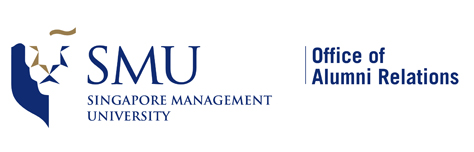 SMU
SINGAPORE MANAGEMENT
UNIVERSITY
Office of
Alumni Relations